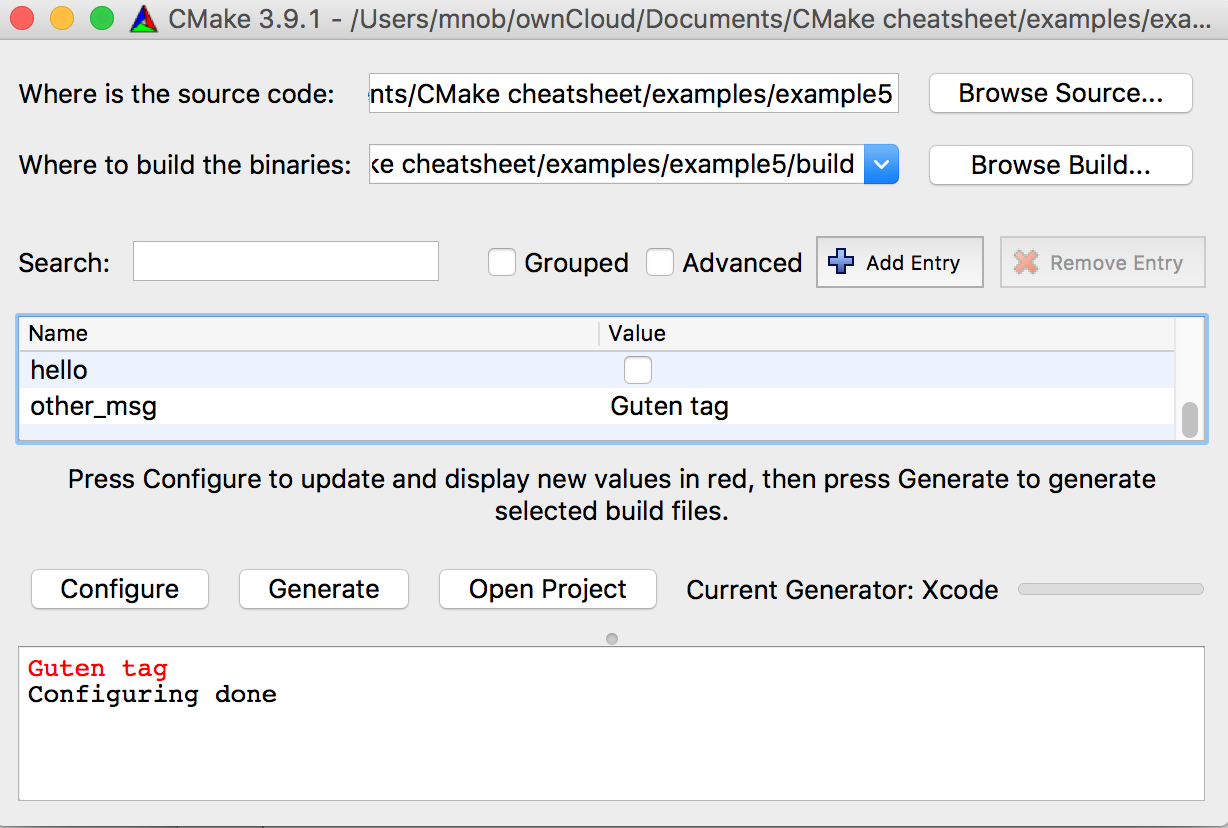 CMake 3.9.1 - /Users/mnob/ownCloud/Documents/CMake cheatsheet/examples/exa...
Where is the source code: nts/CMake cheatsheet/examples/example5 Browse Source...
Where to build the binaries: ke cheatsheet/examples/example5/build Browse Build...
Search: Grouped Advanced Add Entry Remove Entry
Name Value
hello
other_msg Guten tag
Press Configure to update and display new values in red, then press Generate to generate
selected build files.
Configure Generate Open Project Current Generator: Xcode
Guten tag
Configuring done